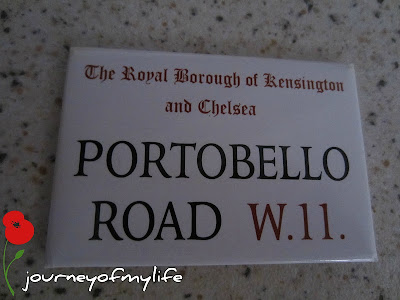 The Royal Borough of Kensington
and Chelsea
PORTOBELLO
ROAD W.11.
journeyofmylife